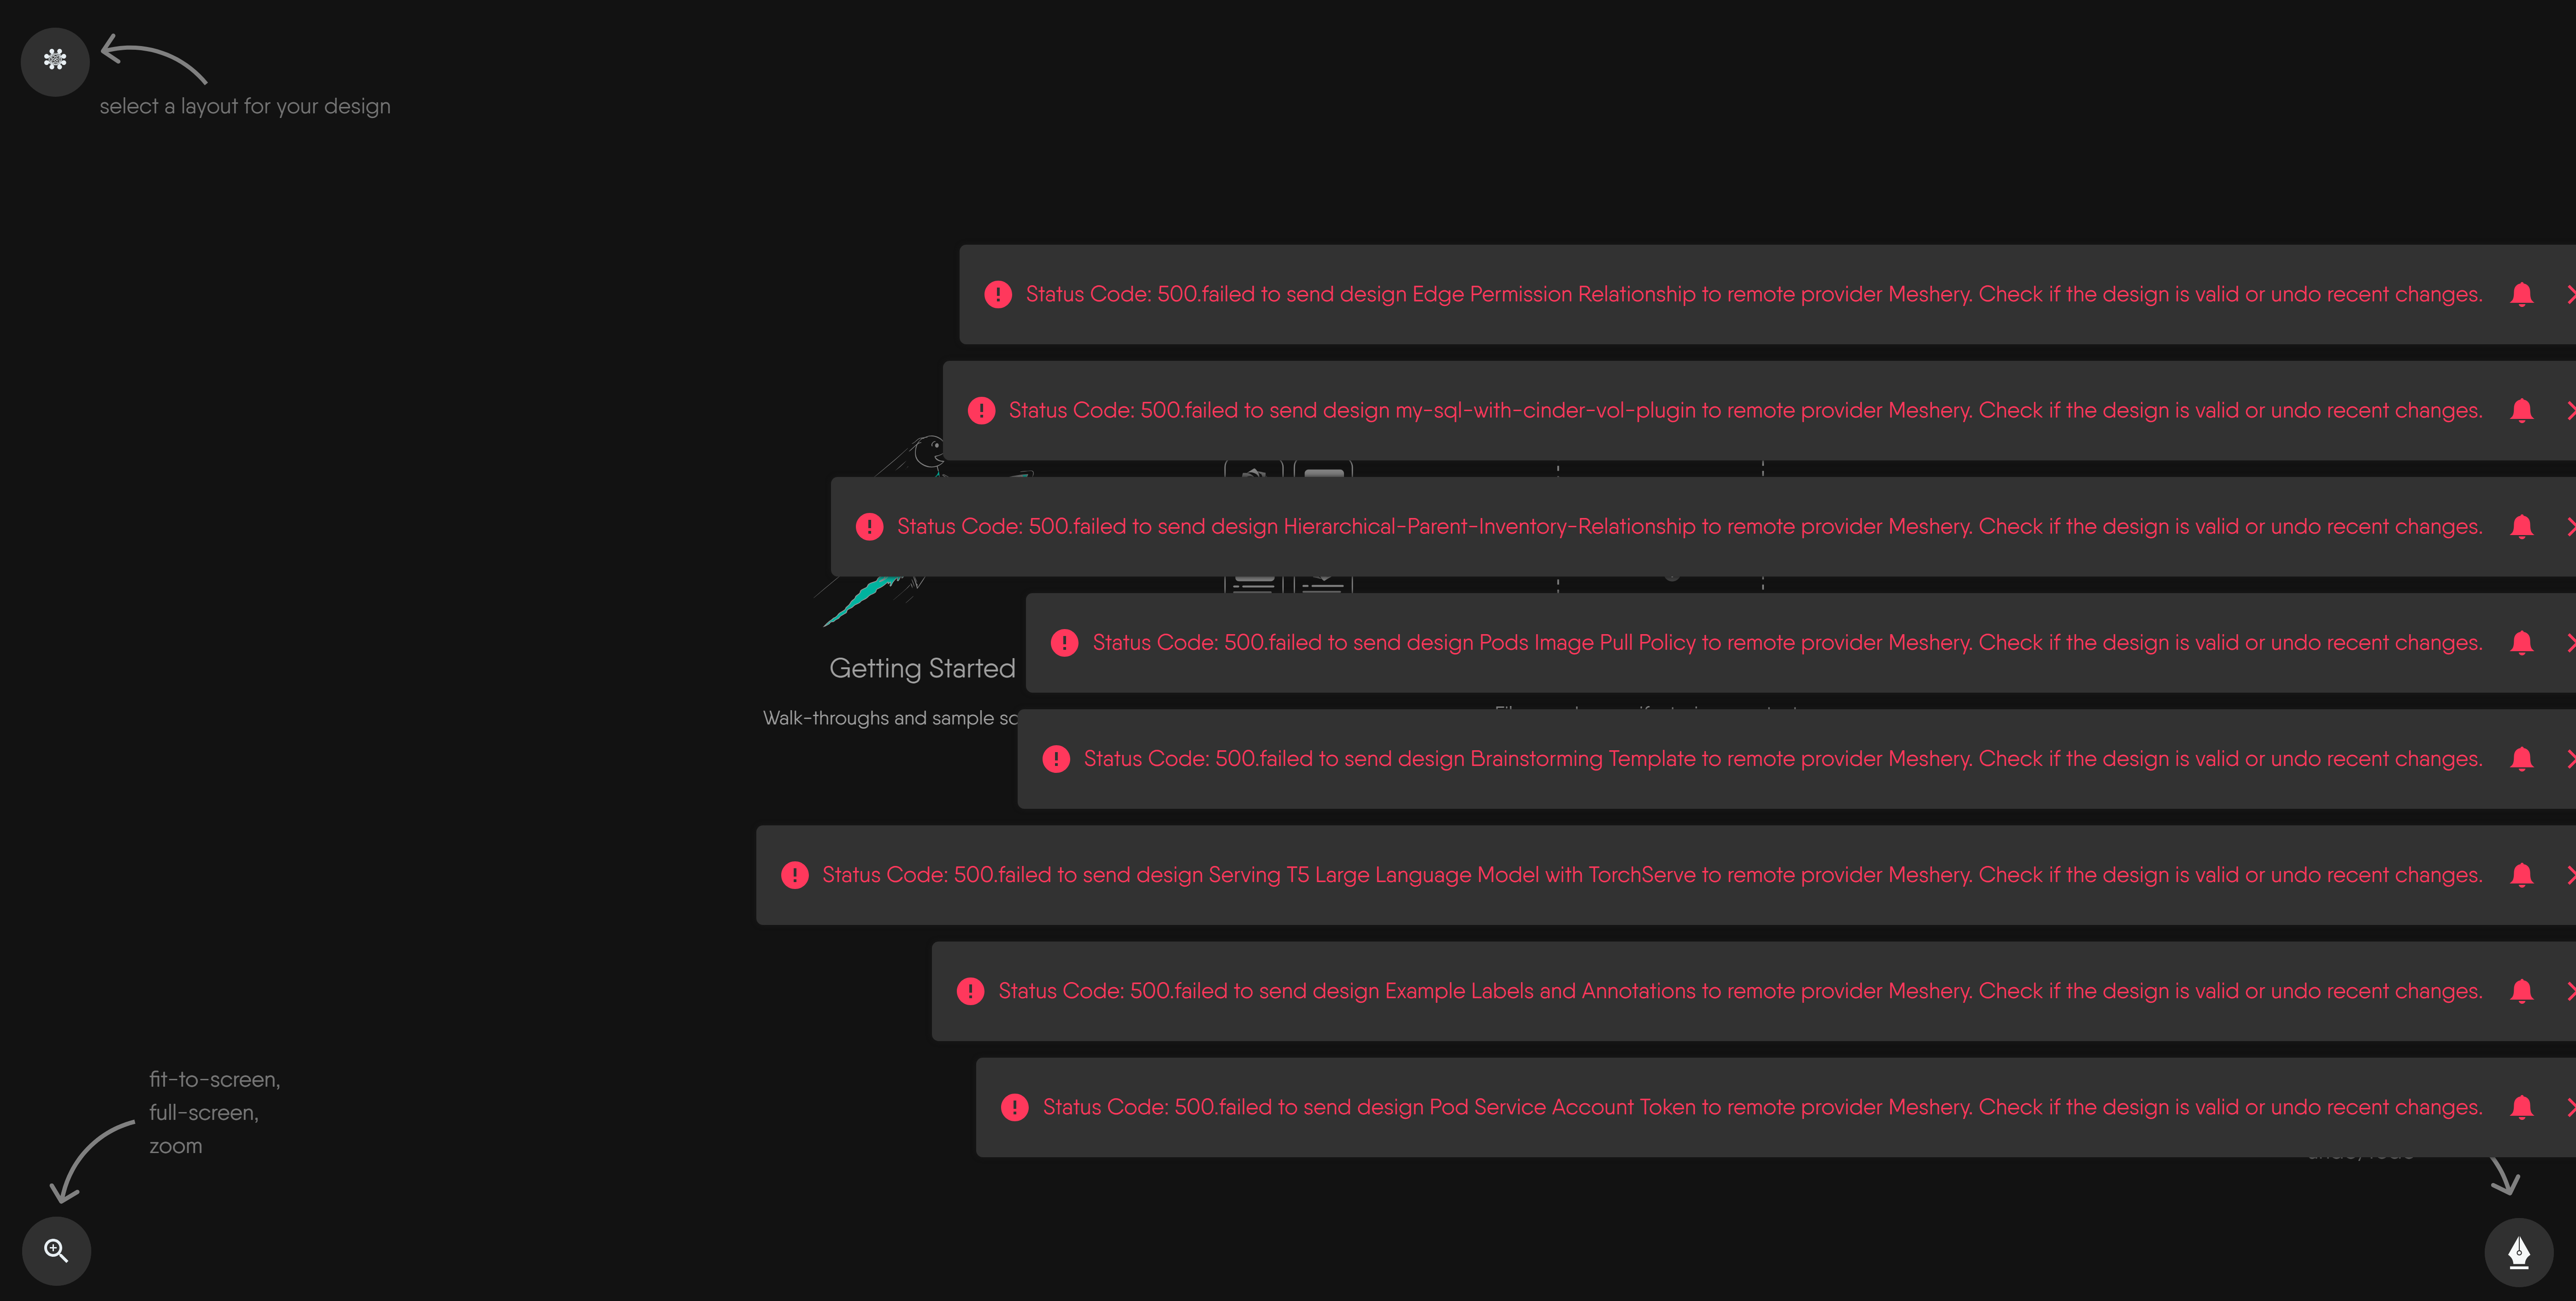 select a layout for your design
Status Code: 500.failed to send design Edge Permission Relationship to remote provider Meshery. Check if the design is valid or undo recent changes.
Status Code: 500.failed to send design my-sql-with-cinder-vol-plugin to remote provider Meshery. Check if the design is valid or undo recent changes.
Status Code: 500.failed to send design Hierarchical-Parent-Inventory-Relationship to remote provider Meshery. Check if the design is valid or undo recent changes.
Status Code: 500.failed to send design Pods Image Pull Policy to remote provider Meshery. Check if the design is valid or undo recent changes.
Getting Started
Walk-throughs and sample
Status Code: 500.failed to send design Brainstorming Template to remote provider Meshery. Check if the design is valid or undo recent changes.
Status Code: 500.failed to send design Serving T5 Large Language Model with TorchServe to remote provider Meshery. Check if the design is valid or undo recent changes.
Status Code: 500.failed to send design Example Labels and Annotations to remote provider Meshery. Check if the design is valid or undo recent changes.
Status Code: 500.failed to send design Pod Service Account Token to remote provider Meshery. Check if the design is valid or undo recent changes.
fit-to-screen,
full-screen,
zoom